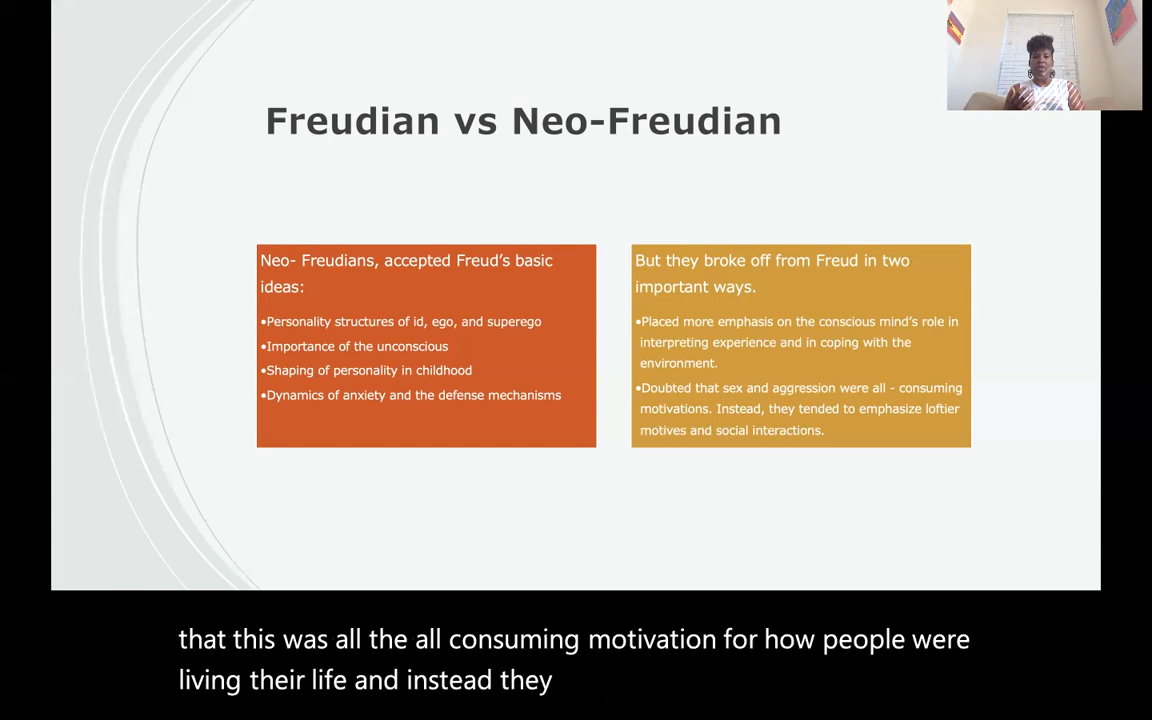 Freudian vs Neo-Freudian
Neo- Freudians, accepted Freud’s basic
ideas:
•Personality structures of id, ego, and superego
•Importance of the unconscious
•Shaping of personality in childhood
•Dynamics of anxiety and the defense mechanisms
But they broke off from Freud in two
important ways.
•Placed more emphasis on the conscious mind’s role in
interpreting experience and in coping with the
environment.
•Doubted that sex and aggression were all - consuming
motivations. Instead, they tended to emphasize loftier
motives and social interactions.
that this was all the all consuming motivation for how people were
living their life and instead they